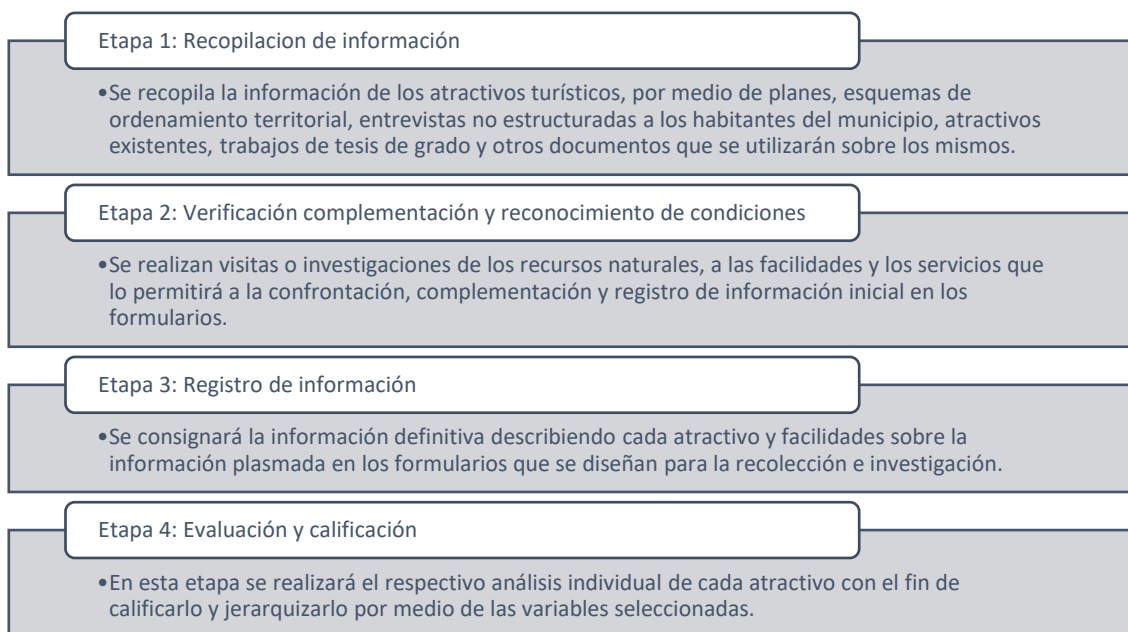 Etapa 1: Recopilacion de información
•Se recopila la información de los atractivos turísticos, por medio de planes, esquemas de
ordenamiento territorial, entrevistas no estructuradas a los habitantes del municipio, atractivos
existentes, trabajos de tesis de grado y otros documentos que se utilizarán sobre los mismos.
Etapa 2: Verificación complementación y reconocimiento de condiciones
•Se realizan visitas o investigaciones de los recursos naturales, a las facilidades y los servicios que
lo permitirá a la confrontación, complementación y registro de información inicial en los
formularios.
Etapa 3: Registro de información
•Se consignará la información definitiva describiendo cada atractivo y facilidades sobre la
información plasmada en los formularios que se diseñan para la recolección e investigación.
Etapa 4: Evaluación y calificación
•En esta etapa se realizará el respectivo análisis individual de cada atractivo con el fin de
calificarlo y jerarquizarlo por medio de las variables seleccionadas.